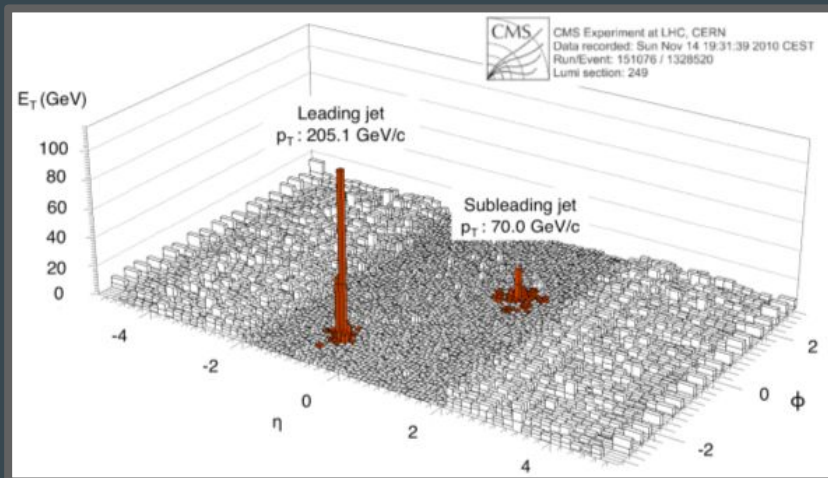 CMS
CMS Experiment at LHC, CERN
Data recorded: Sun Nov 14 19:31:39 2010 CEST
Run/Event: 151076 / 1328520
Lumi section: 249
E_T (GeV)
Leading jet
p_T : 205.1 GeV/c
Subleading jet
p_T : 70.0 GeV/c
100
80
60
40
20
0
-4
-2
0
2
4
η
2
0
-2
ϕ